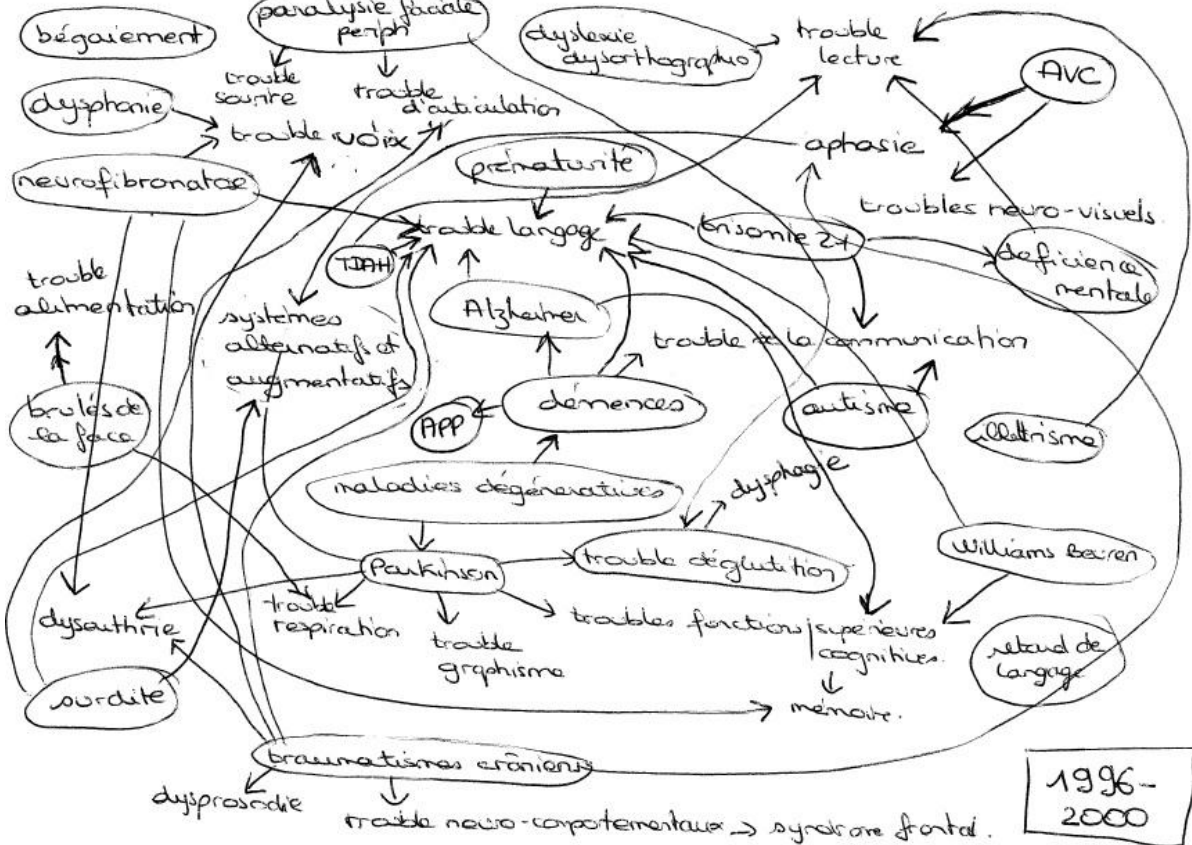 bégaiement
paralysie faciale
periph
dyslexie
dysorthographie
trouble
lecture
AVC
dysphonie
trouble
sourire
trouble
d'articulation
trouble voix
aphasie
prématurité
neurofibromatose
troubles neuro-visuels
trouble langage
trisomie 21
TDAH
déficience
mentale
trouble
alimentation
systèmes
alternatifs et
augmentatifs
Alzheimer
trouble de la communication
brulés de
la face
démences
APP
autisme
illettrisme
maladies dégénératives
dysphagie
Parkinson
trouble déglutition
Williams Beuren
dysarthrie
trouble
respiration
trouble
graphisme
troubles fonctions/supérieures
cognitives.
retard de
langage
surdité
mémoire.
traumatismes crâniens
dysprosodie
trouble neuro-comportementaux → syndrome frontal.
1996-
2000